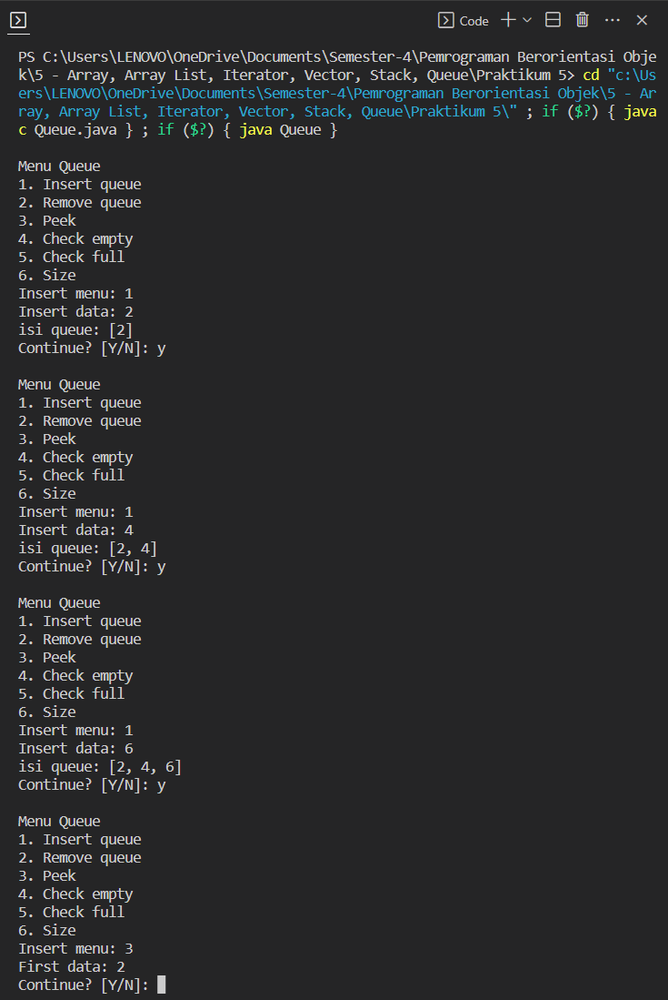 Code
PS C:\Users\LENOVO\OneDrive\Documents\Semester-4\Pemrograman Berorientasi Obje
k\5 - Array, Array List, Iterator, Vector, Stack, Queue\Praktikum 5> cd "c:\Us
ers\LENOVO\OneDrive\Documents\Semester-4\Pemrograman Berorientasi Objek\5 - Ar
ray, Array List, Iterator, Vector, Stack, Queue\Praktikum 5\" ; if ($?) { java
c Queue.java } ; if ($?) { java Queue }
Menu Queue
1. Insert queue
2. Remove queue
3. Peek
4. Check empty
5. Check full
6. Size
Insert menu: 1
Insert data: 2
isi queue: [2]
Continue? [Y/N]: y
Menu Queue
1. Insert queue
2. Remove queue
3. Peek
4. Check empty
5. Check full
6. Size
Insert menu: 1
Insert data: 4
isi queue: [2, 4]
Continue? [Y/N]: y
Menu Queue
1. Insert queue
2. Remove queue
3. Peek
4. Check empty
5. Check full
6. Size
Insert menu: 1
Insert data: 6
isi queue: [2, 4, 6]
Continue? [Y/N]: y
Menu Queue
1. Insert queue
2. Remove queue
3. Peek
4. Check empty
5. Check full
6. Size
Insert menu: 3
First data: 2
Continue? [Y/N]: